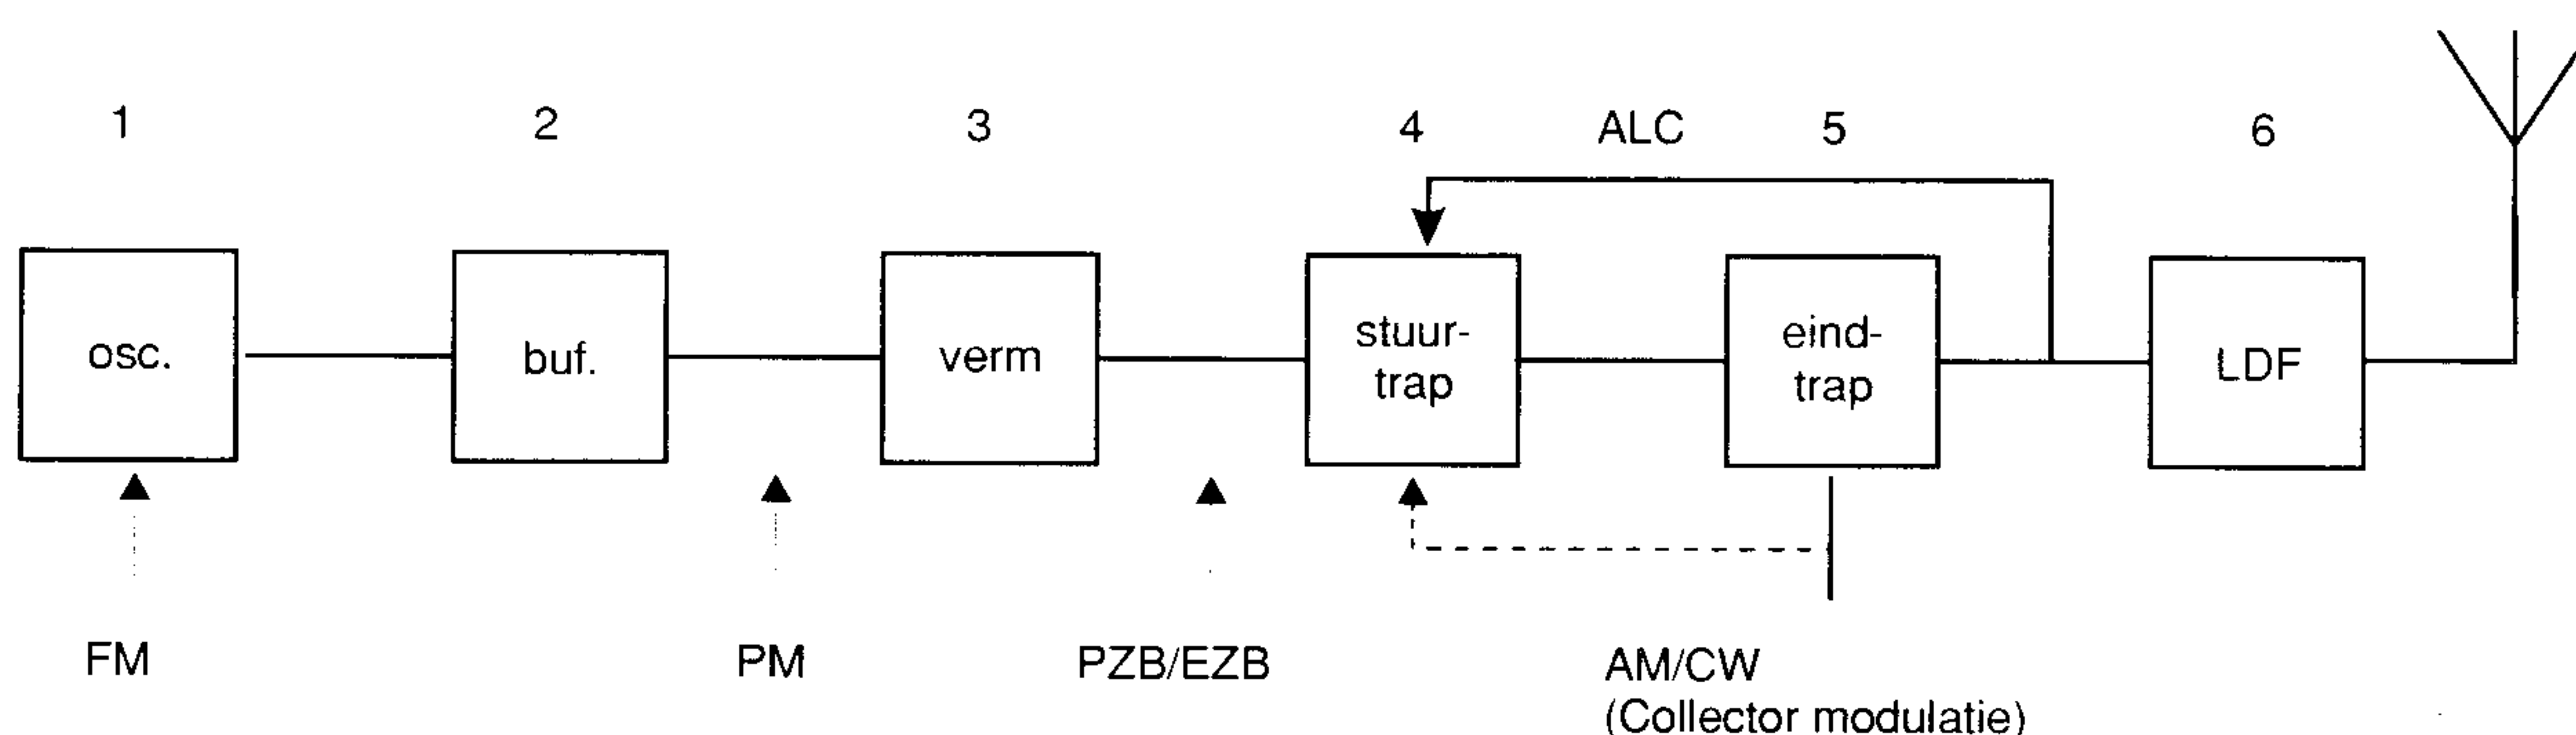 1 2 3 4 ALC 5 6
osc.
buf.
verm
stuur-
trap
eind-
trap
LDF
FM
PM
PZB/EZB
AM/CW
(Collector modulatie)